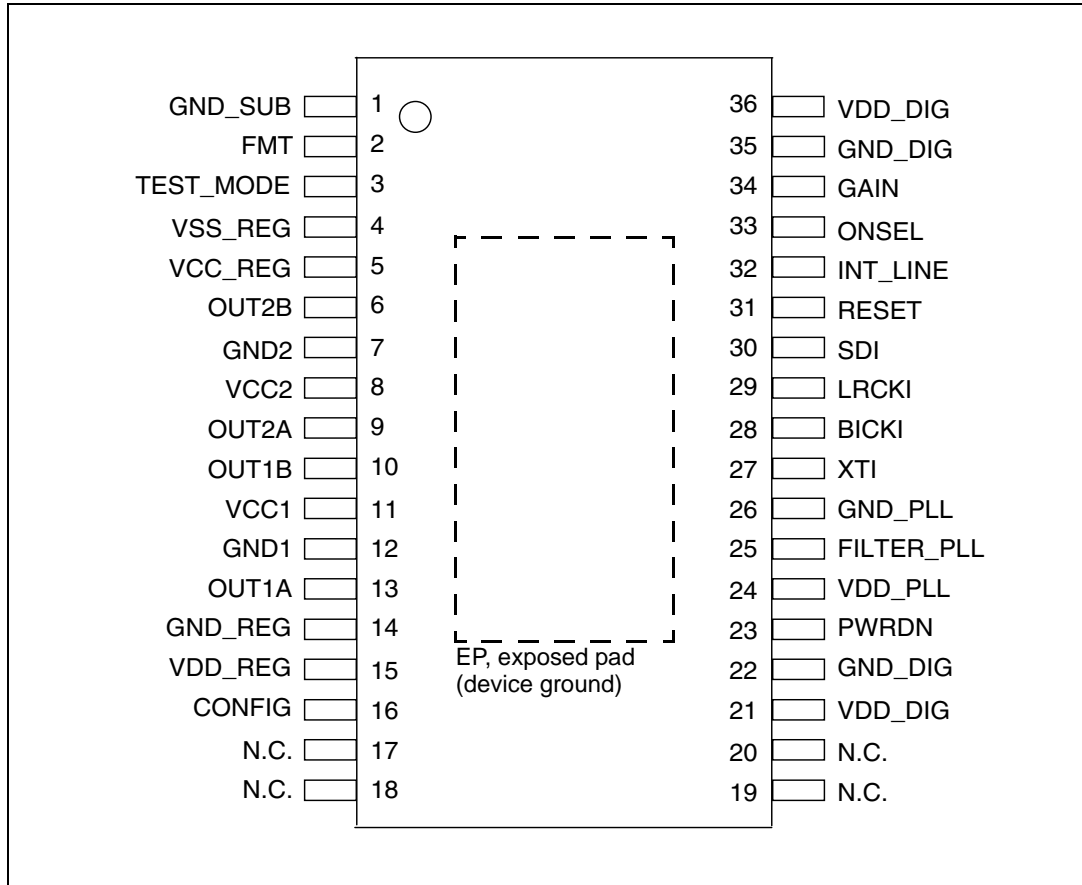 GND_SUB 1 36 VDD_DIG
FMT 2 35 GND_DIG
TEST_MODE 3 34 GAIN
VSS_REG 4 33 ONSEL
VCC_REG 5 32 INT_LINE
OUT2B 6 31 RESET
GND2 7 30 SDI
VCC2 8 29 LRCKI
OUT2A 9 28 BICKI
OUT1B 10 27 XTI
VCC1 11 26 GND_PLL
GND1 12 25 FILTER_PLL
OUT1A 13 24 VDD_PLL
GND_REG 14 23 PWRDN
EP, exposed pad
(device ground)
VDD_REG 15 22 GND_DIG
CONFIG 16 21 VDD_DIG
N.C. 17 20 N.C.
N.C. 18 19 N.C.